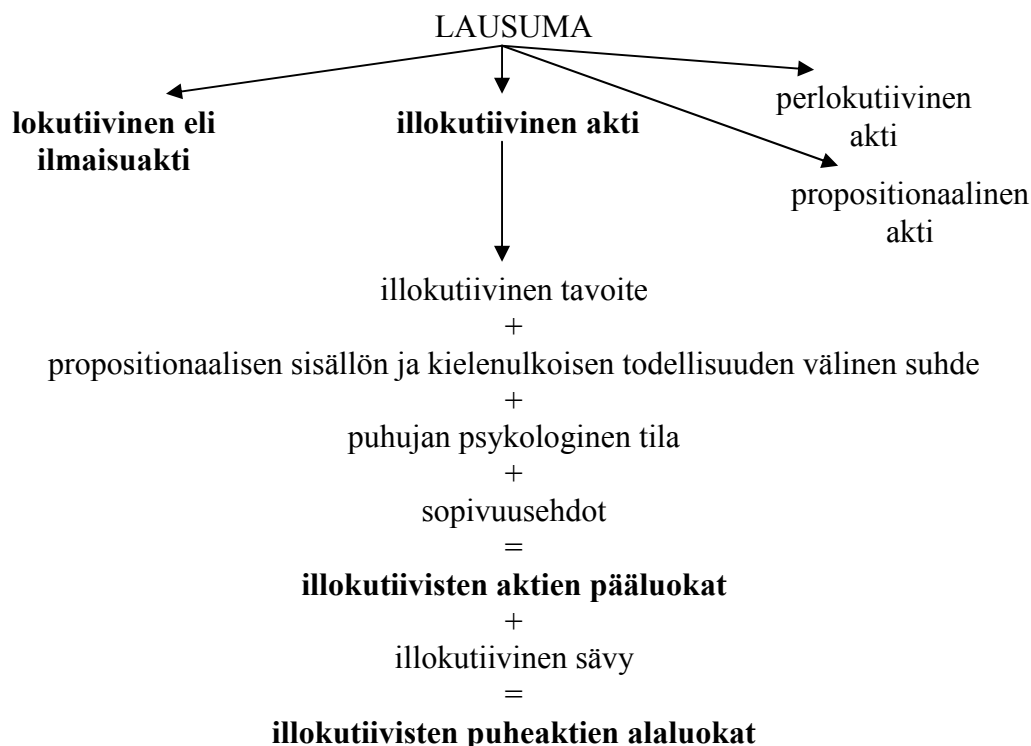 LAUSUMA
lokutiivinen eli
ilmaisuakti
illokutiivinen akti
perlokutiivinen
akti
propositionaalinen
akti
illokutiivinen tavoite
+
propositionaalisen sisällön ja kielenulkoisen todellisuuden välinen suhde
+
puhujan psykologinen tila
+
sopivuusehdot
=
illokutiivisten aktien pääluokat
+
illokutiivinen sävy
=
illokutiivisten puheaktien alaluokat